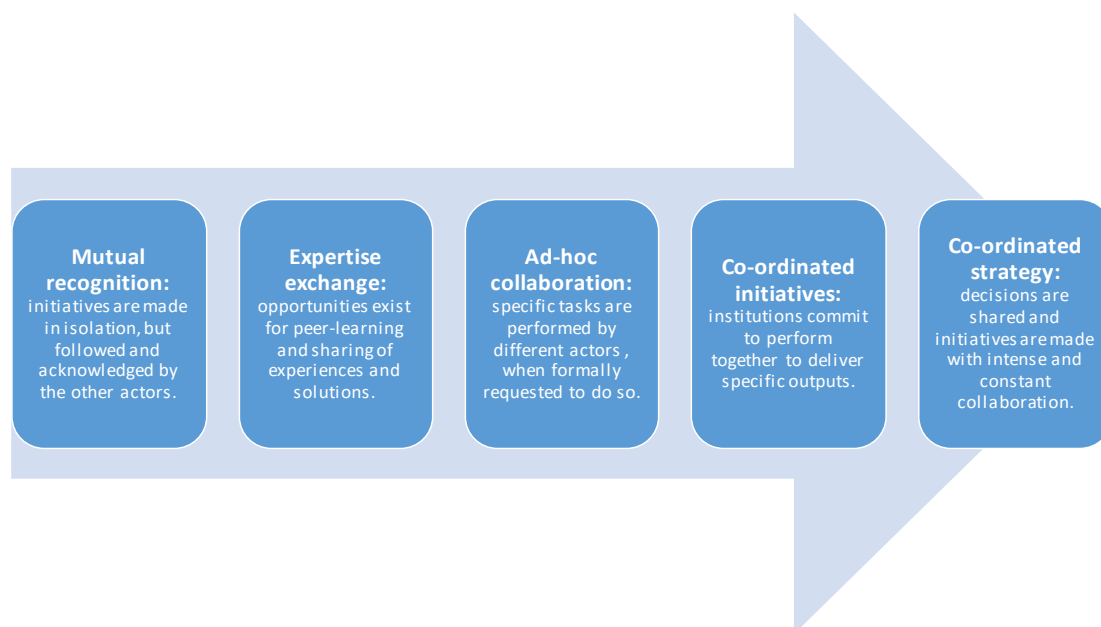 Mutual
recognition:
initiatives are made
in isolation, but
followed and
acknowledged by
the other actors.
Expertise
exchange:
opportunities exist
for peer-learning
and sharing of
experiences and
solutions.
Ad-hoc
collaboration:
specific tasks are
performed by
different actors ,
when formally
requested to do so.
Co-ordinated
initiatives:
institutions commit
to perform
together to deliver
specific outputs.
Co-ordinated
strategy:
decisions are
shared and
initiatives are made
with intense and
constant
collaboration.